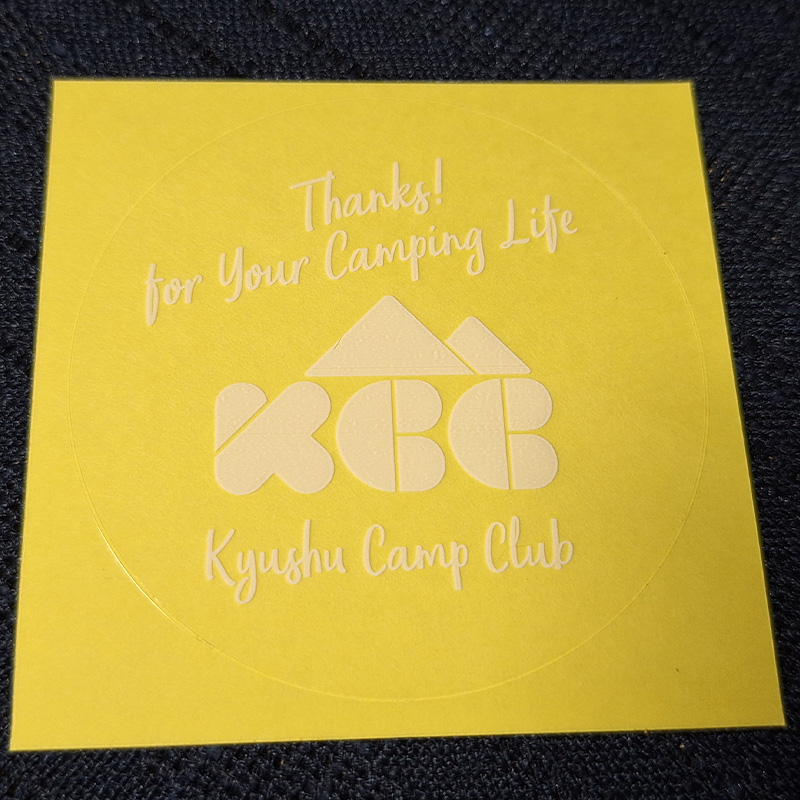 Thanks!
for Your Camping Life
KCC
Kyushu Camp Club